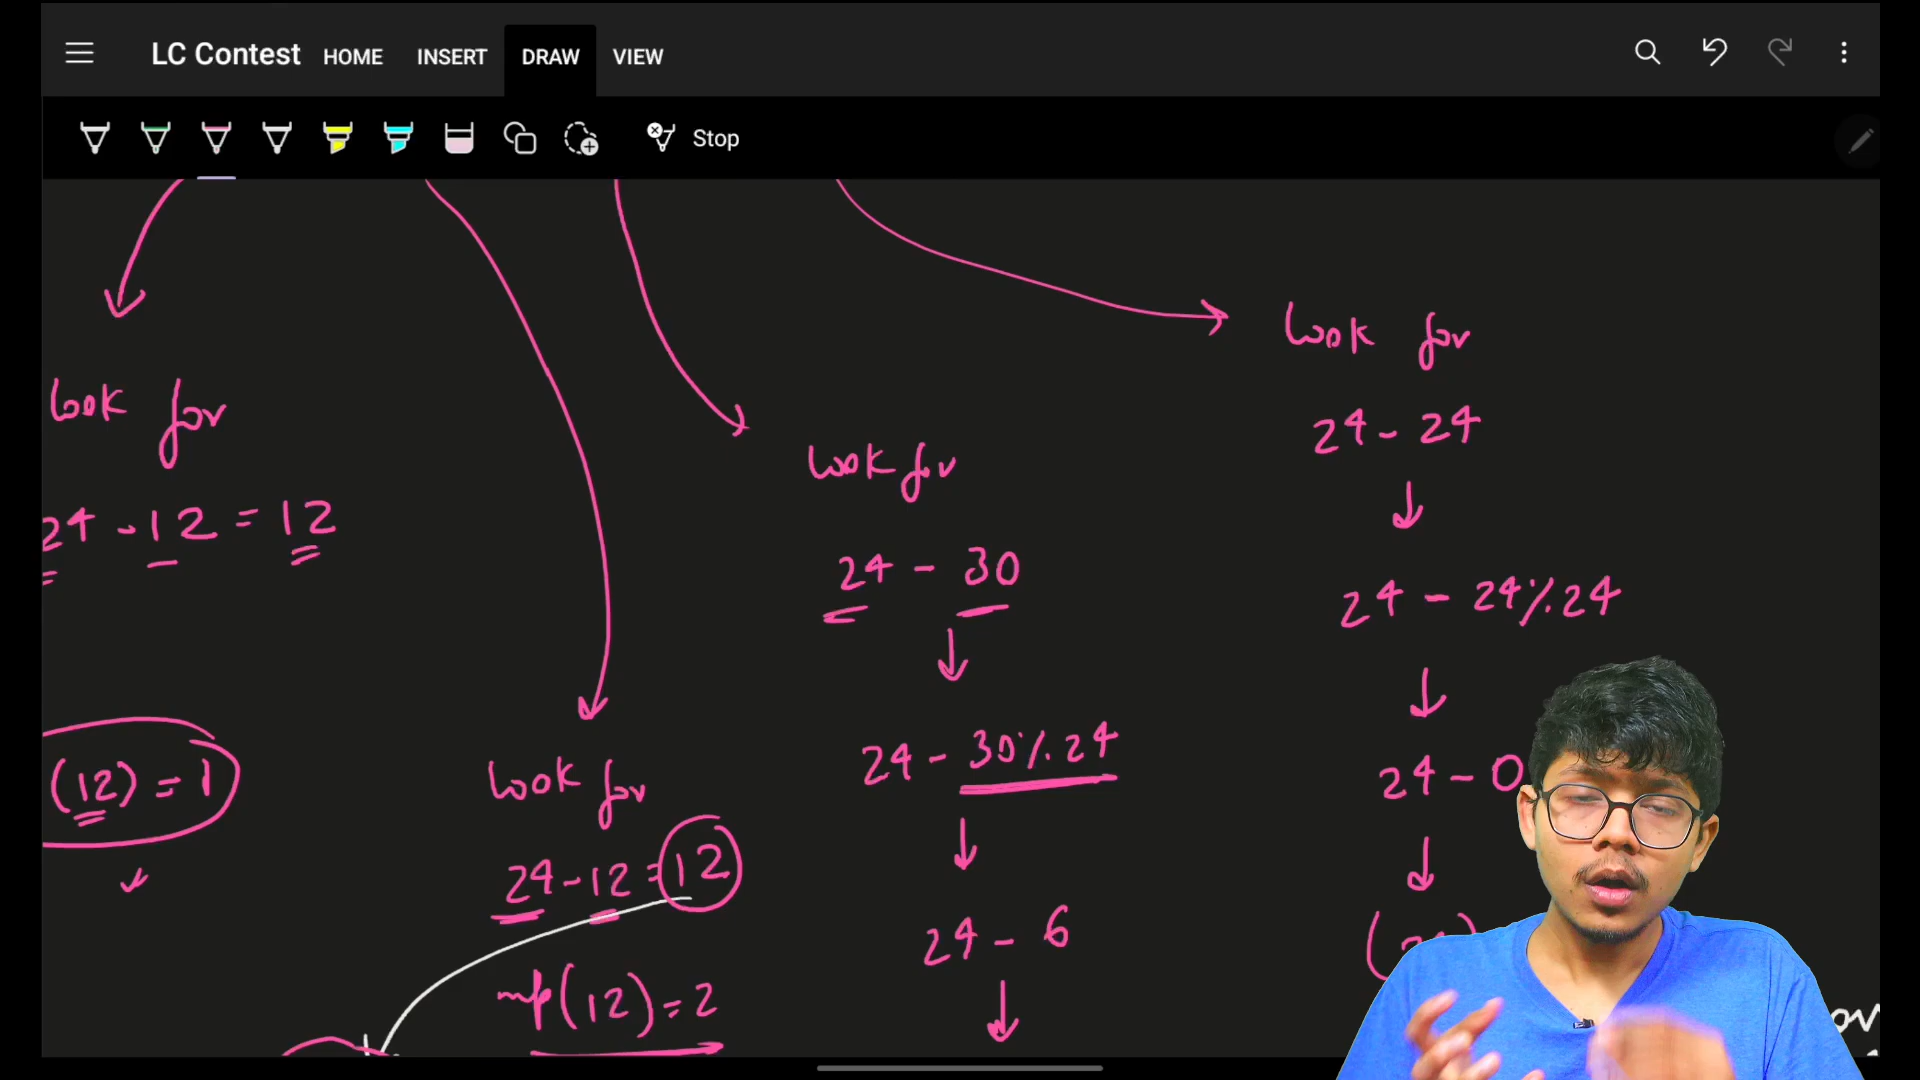 LC Contest HOME INSERT DRAW VIEW
Stop
look for
24 - 12 = 12
(12) = 1
look for
24 - 12 = 12
mp(12) = 2
look for
24 - 30
24 - 30%24
24 - 6
look for
24 - 24
24 - 24%24
24 - 0